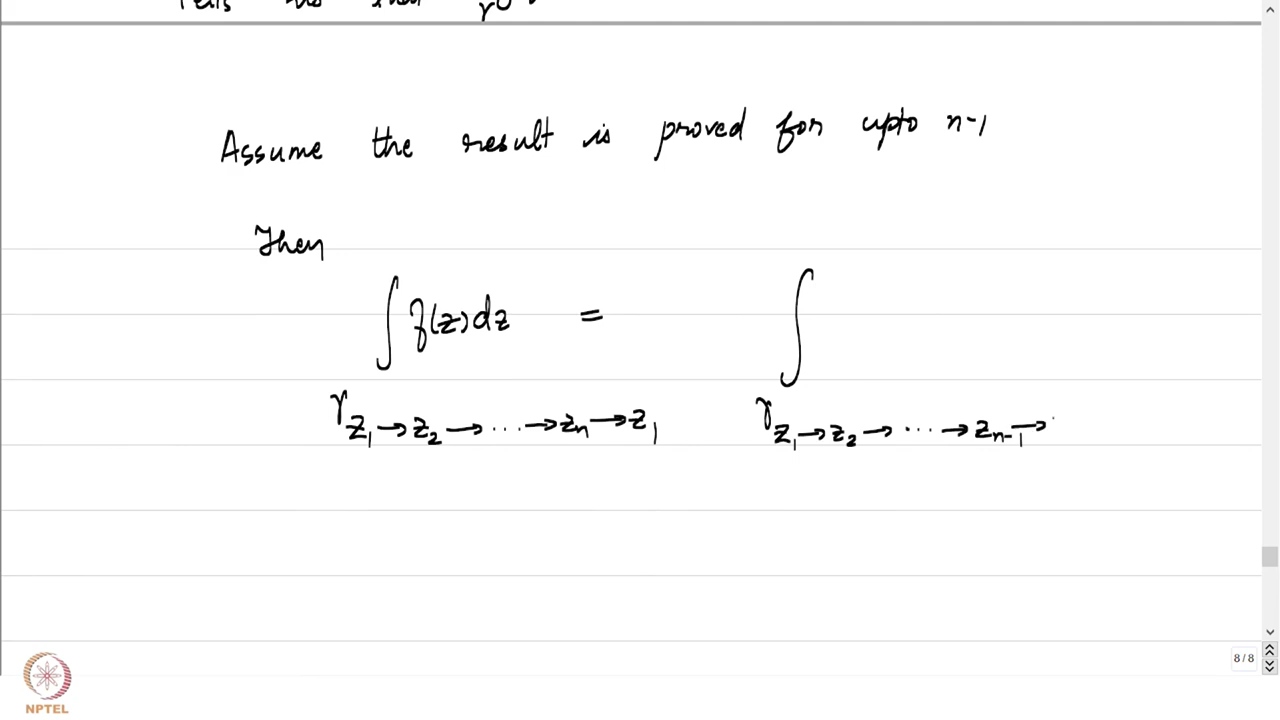 Assume the result is proved for upto n-1
Then
∫ f(z)dz = ∫
γ z₁→z₂→⋯→zₙ→z₁ γ z₁→z₂→⋯→zₙ₋₁→
8/8
NPTEL